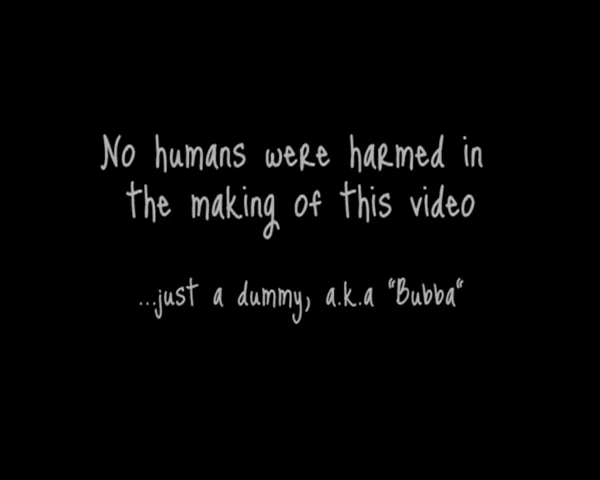 No humans were harmed in
the making of this video
...just a dummy, a.k.a "Bubba"